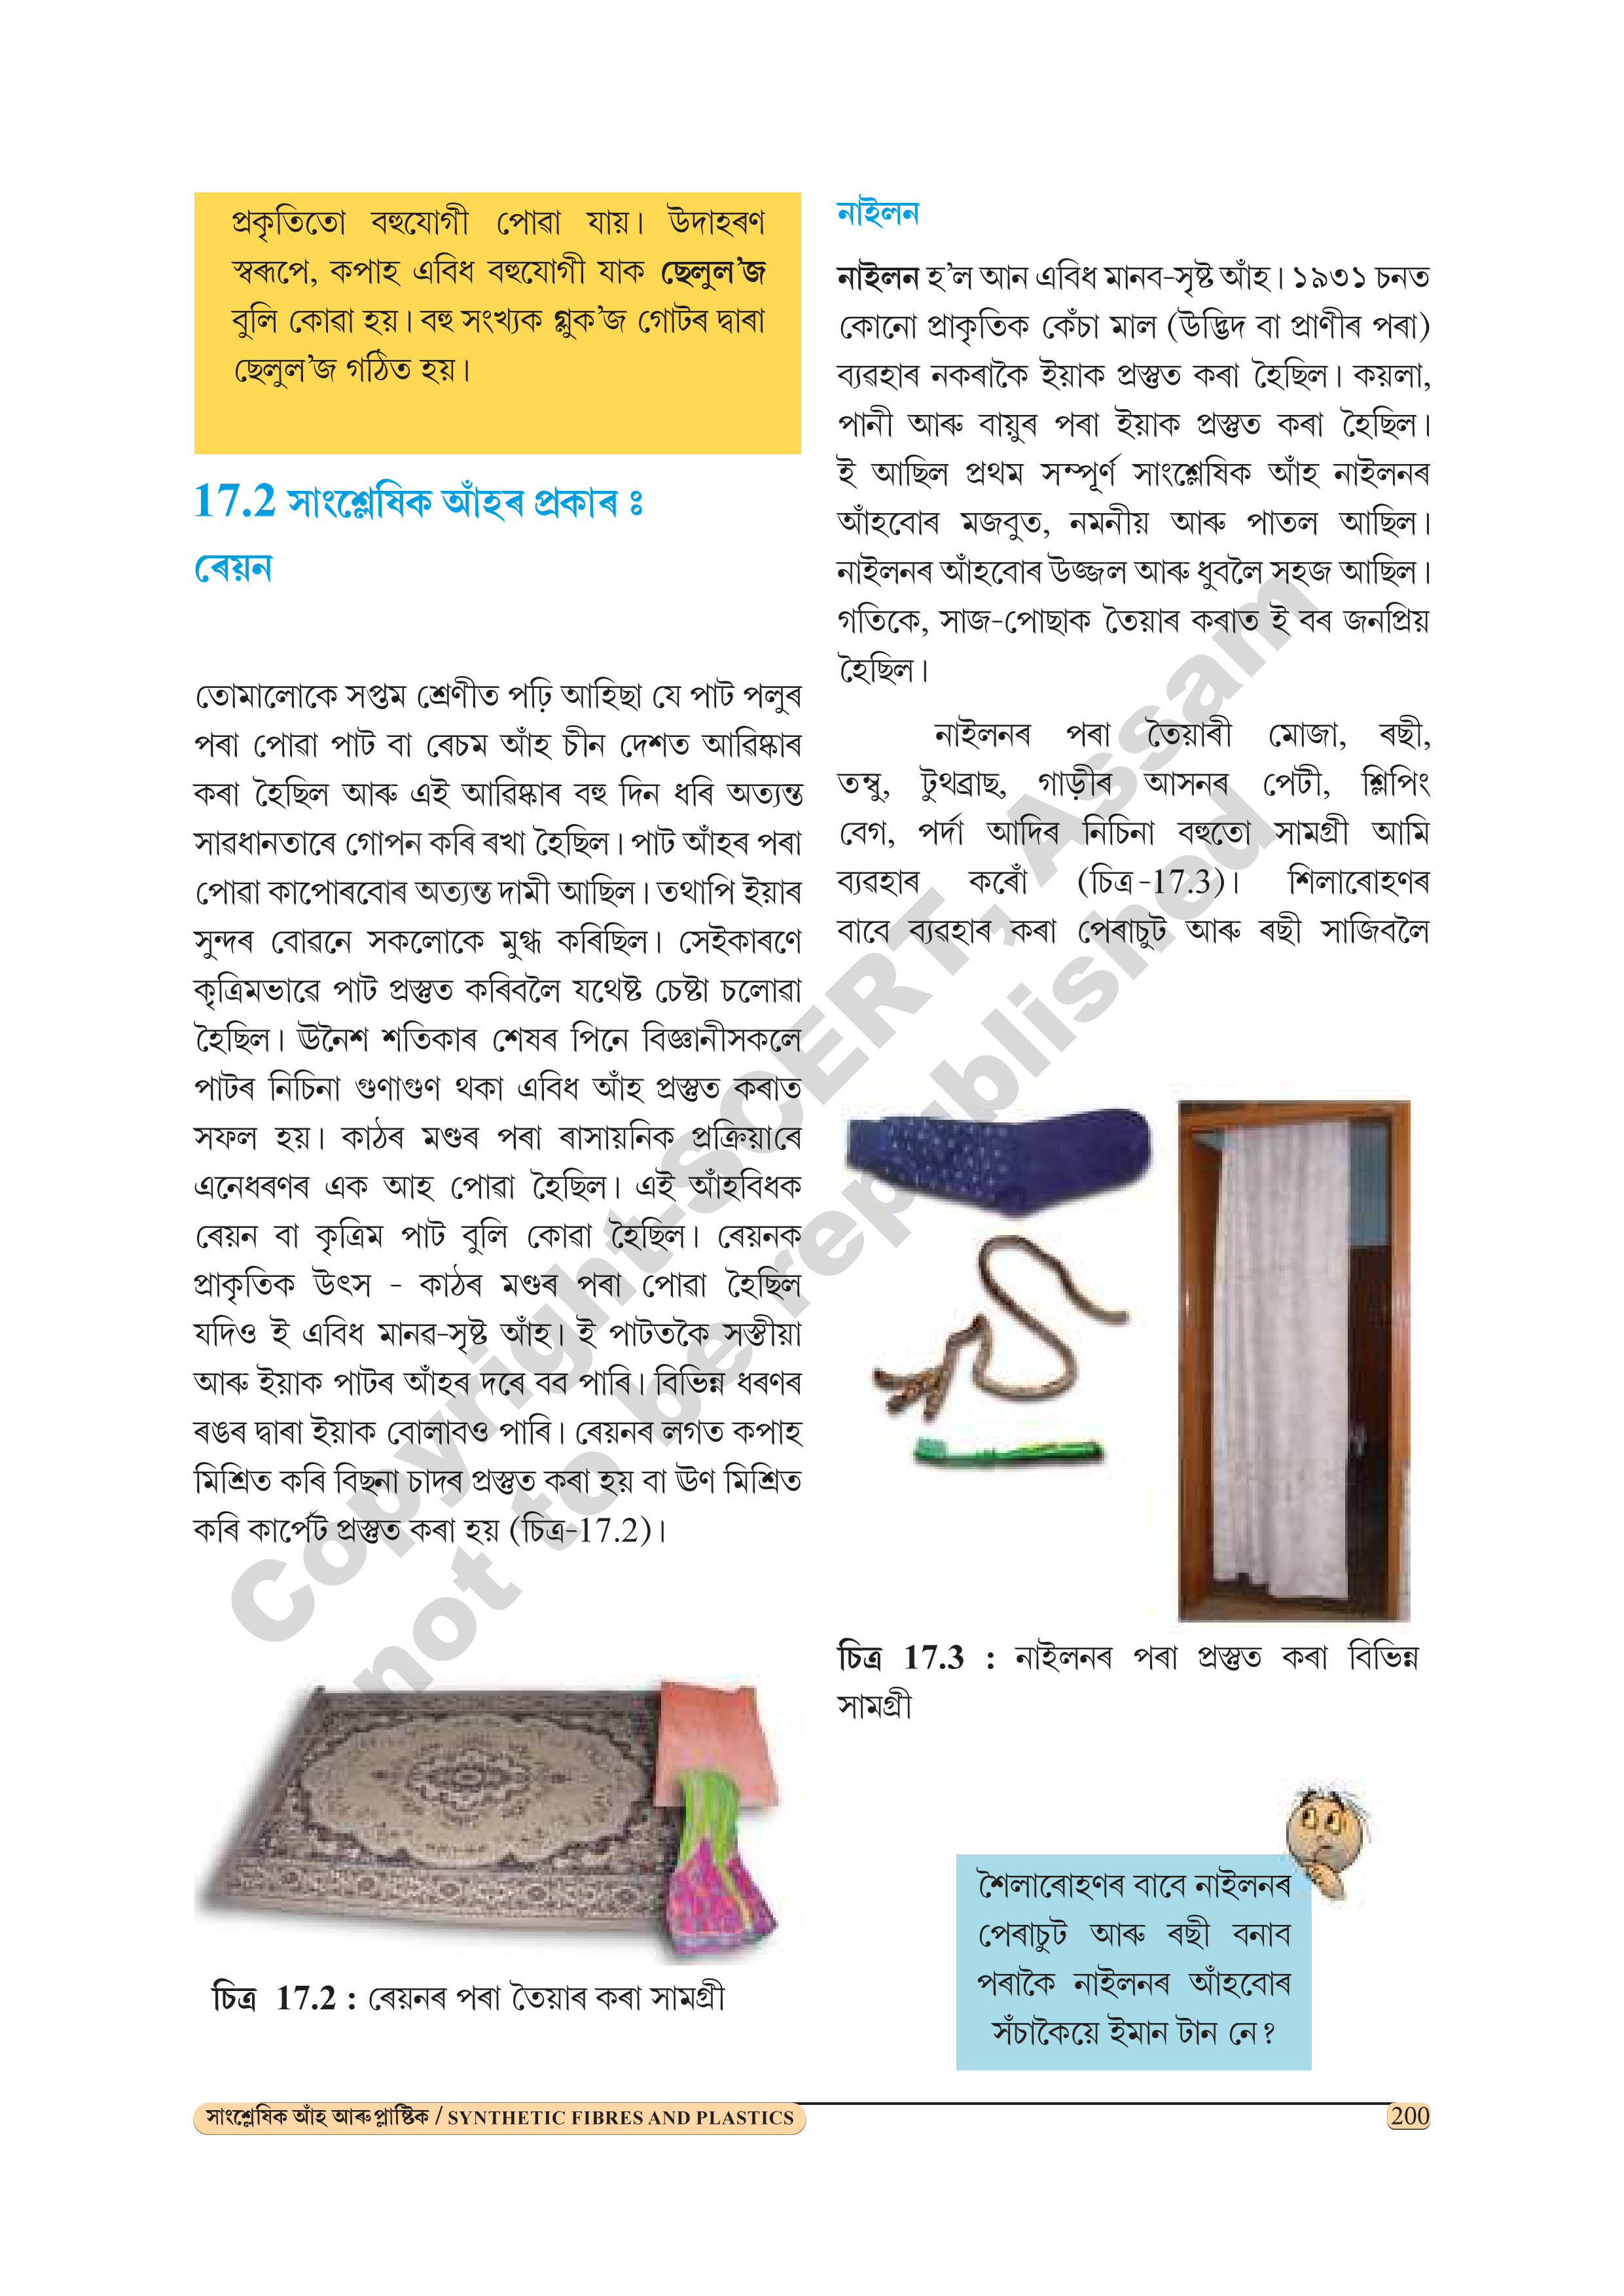 প্ৰকৃতিতো বহুযোগী পোৱা যায়। উদাহৰণ
স্বৰূপে, কপাহ এবিধ বহুযোগী যাক ছেলুল’জ
বুলি কোৱা হয়। বহু সংখ্যক গ্লুক’জ গোটৰ দ্বাৰা
ছেলুল’জ গঠিত হয়।
17.2 সাংশ্লেষিক আঁহৰ প্ৰকাৰ ঃ
ৰেয়ন
তোমালোকে সপ্তম শ্ৰেণীত পঢ়ি আহিছা যে পাট পলুৰ
পৰা পোৱা পাট বা ৰেচম আঁহ চীন দেশত আৱিষ্কাৰ
কৰা হৈছিল আৰু এই আৱিষ্কাৰ বহু দিন ধৰি অত্যন্ত
সাৱধানতাৰে গোপন কৰি ৰখা হৈছিল। পাট আঁহৰ পৰা
পোৱা কাপোৰবোৰ অত্যন্ত দামী আছিল। তথাপি ইয়াৰ
সুন্দৰ বোৱনে সকলোকে মুগ্ধ কৰিছিল। সেইকাৰণে
কৃত্ৰিমভাৱে পাট প্ৰস্তুত কৰিবলৈ যথেষ্ট চেষ্টা চলোৱা
হৈছিল। ঊনৈশ শতিকাৰ শেষৰ পিনে বিজ্ঞানীসকলে
পাটৰ নিচিনা গুণাগুণ থকা এবিধ আঁহ প্ৰস্তুত কৰাত
সফল হয়। কাঠৰ মণ্ডৰ পৰা ৰাসায়নিক প্ৰক্ৰিয়াৰে
এনেধৰণৰ এক আহ পোৱা হৈছিল। এই আঁহবিধক
ৰেয়ন বা কৃত্ৰিম পাট বুলি কোৱা হৈছিল। ৰেয়নক
প্ৰাকৃতিক উৎস - কাঠৰ মণ্ডৰ পৰা পোৱা হৈছিল
যদিও ই এবিধ মানৱ-সৃষ্ট আঁহ। ই পাটতকৈ সস্তীয়া
আৰু ইয়াক পাটৰ আঁহৰ দৰে বব পাৰি। বিভিন্ন ধৰণৰ
ৰঙৰ দ্বাৰা ইয়াক বোলাবও পাৰি। ৰেয়নৰ লগত কপাহ
মিশ্ৰিত কৰি বিছনা চাদৰ প্ৰস্তুত কৰা হয় বা ঊণ মিশ্ৰিত
কৰি কাৰ্পেট প্ৰস্তুত কৰা হয় (চিত্ৰ-17.2)।
চিত্ৰ 17.2 : ৰেয়নৰ পৰা তৈয়াৰ কৰা সামগ্ৰী
নাইলন
নাইলন হ’ল আন এবিধ মানব-সৃষ্ট আঁহ। ১৯৩১ চনত
কোনো প্ৰাকৃতিক কেঁচা মাল (উদ্ভিদ বা প্ৰাণীৰ পৰা)
ব্যৱহাৰ নকৰাকৈ ইয়াক প্ৰস্তুত কৰা হৈছিল। কয়লা,
পানী আৰু বায়ুৰ পৰা ইয়াক প্ৰস্তুত কৰা হৈছিল।
ই আছিল প্ৰথম সম্পূৰ্ণ সাংশ্লেষিক আঁহ নাইলনৰ
আঁহবোৰ মজবুত, নমনীয় আৰু পাতল আছিল।
নাইলনৰ আঁহবোৰ উজ্জল আৰু ধুবলৈ সহজ আছিল।
গতিকে, সাজ-পোছাক তৈয়াৰ কৰাত ই বৰ জনপ্ৰিয়
হৈছিল।
নাইলনৰ পৰা তৈয়াৰী মোজা, ৰছী,
তম্বু, টুথব্ৰাছ, গাড়ীৰ আসনৰ পেটী, শ্লিপিং
বেগ, পৰ্দা আদিৰ নিচিনা বহুতো সামগ্ৰী আমি
ব্যৱহাৰ কৰোঁ (চিত্ৰ-17.3)। শিলাৰোহণৰ
বাবে ব্যৱহাৰ কৰা পেৰাচুট আৰু ৰছী সাজিবলৈ
চিত্ৰ 17.3 : নাইলনৰ পৰা প্ৰস্তুত কৰা বিভিন্ন
সামগ্ৰী
শৈলাৰোহণৰ বাবে নাইলনৰ
পেৰাচুট আৰু ৰছী বনাব
পৰাকৈ নাইলনৰ আঁহবোৰ
সঁচাকৈয়ে ইমান টান নে ?
সাংশ্লেষিক আঁহ আৰু প্লাষ্টিক / SYNTHETIC FIBRES AND PLASTICS
200
Copyright-SCERT, Assam
not to be republished